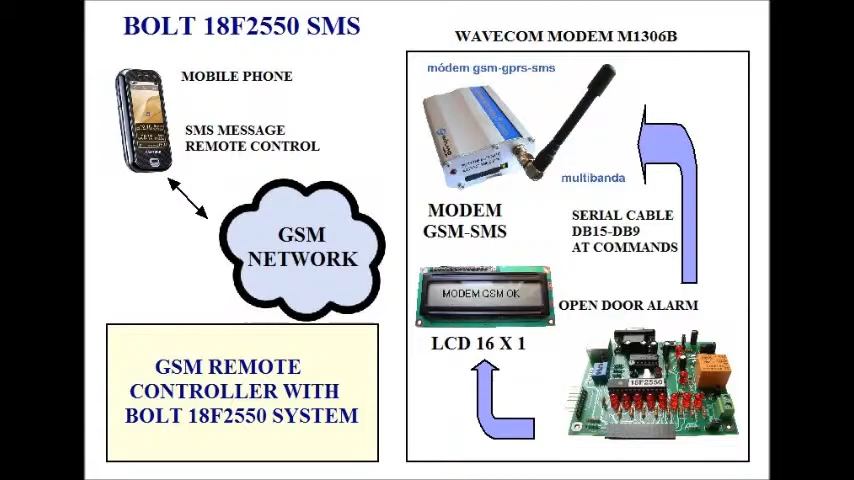 BOLT 18F2550 SMS
MOBILE PHONE
SMS MESSAGE
REMOTE CONTROL
GSM
NETWORK
GSM REMOTE
CONTROLLER WITH
BOLT 18F2550 SYSTEM
WAVECOM MODEM M1306B
módem gsm-gprs-sms
multibanda
MODEM
GSM-SMS
SERIAL CABLE
DB15-DB9
AT COMMANDS
MODEM GSM OK
LCD 16 X 1
OPEN DOOR ALARM
18F2550